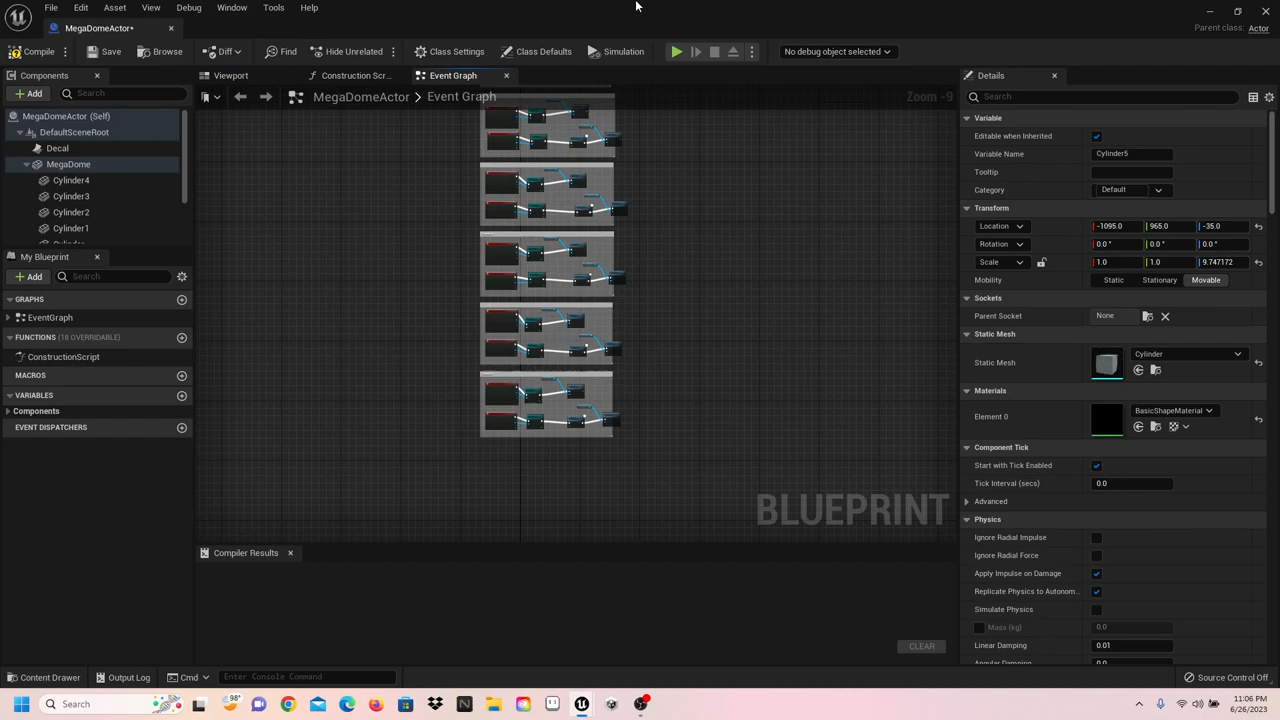 File Edit Asset View Debug Window Tools Help
MegaDomeActor*
Parent class: Actor
Compile Save Browse Diff Find Hide Unrelated Class Settings Class Defaults Simulation No debug object selected
Components
Viewport Construction Scr... Event Graph
Details
Add Search
MegaDomeActor > Event Graph Zoom -9
Search
MegaDomeActor (Self)
DefaultSceneRoot
Decal
MegaDome
Cylinder4
Cylinder3
Cylinder2
Cylinder1
My Blueprint
Add Search
GRAPHS
EventGraph
FUNCTIONS (18 OVERRIDABLE)
ConstructionScript
MACROS
VARIABLES
Components
EVENT DISPATCHERS
BLUEPRINT
Compiler Results
CLEAR
Variable
Editable when Inherited
Variable Name Cylinder5
Tooltip
Category Default
Transform
Location -1095.0 965.0 -35.0
Rotation 0.0 ° 0.0 ° 0.0 °
Scale 1.0 1.0 9.747172
Mobility Static Stationary Movable
Sockets
Parent Socket None
Static Mesh
Static Mesh Cylinder
Materials
Element 0 BasicShapeMaterial
Component Tick
Start with Tick Enabled
Tick Interval (secs) 0.0
Advanced
Physics
Ignore Radial Impulse
Ignore Radial Force
Apply Impulse on Damage
Replicate Physics to Autonom...
Simulate Physics
Mass (kg) 0.0
Linear Damping 0.01
Angular Damping 0.0
Content Drawer Output Log Cmd Enter Console Command Source Control Off
Search 98° 11:06 PM
6/26/2023